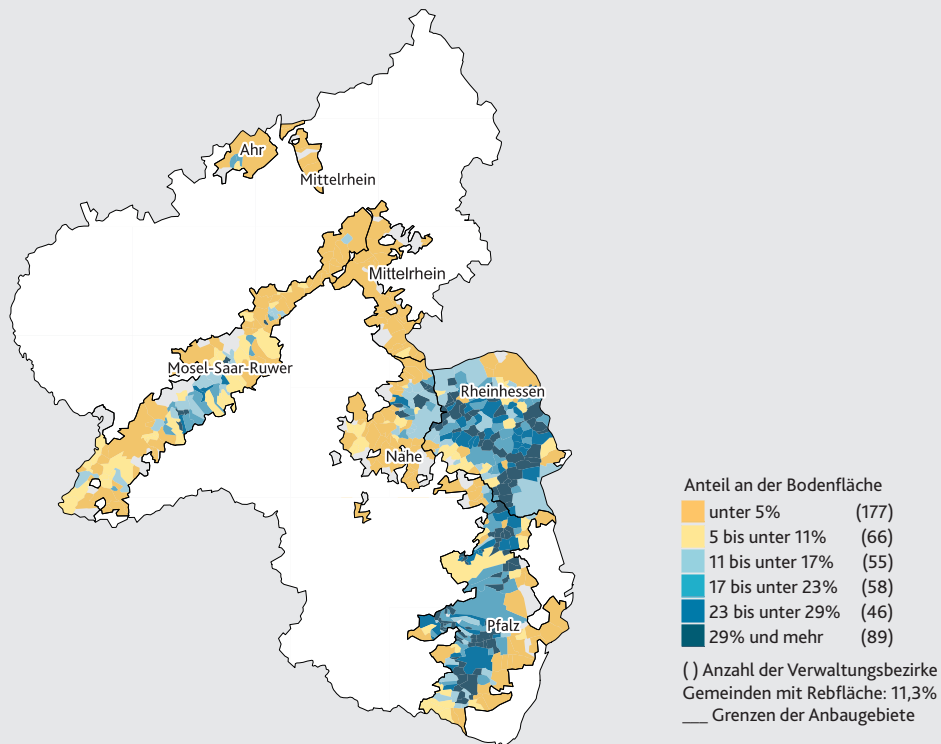 Ahr
Mittelrhein
Mittelrhein
Mosel-Saar-Ruwer
Rheinhessen
Nahe
Pfalz
Anteil an der Bodenfläche
unter 5% (177)
5 bis unter 11% (66)
11 bis unter 17% (55)
17 bis unter 23% (58)
23 bis unter 29% (46)
29% und mehr (89)
( ) Anzahl der Verwaltungsbezirke
Gemeinden mit Rebfläche: 11,3%
___ Grenzen der Anbaugebiete